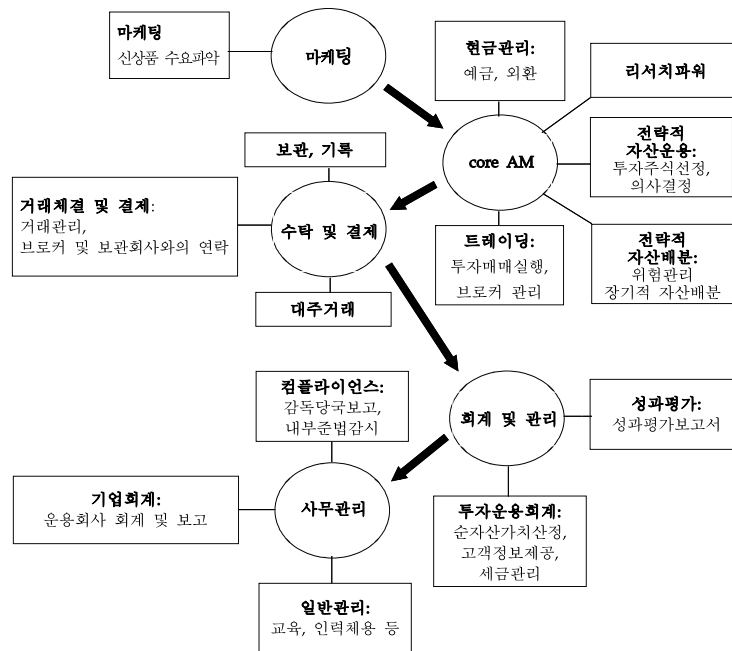 마케팅
신상품 수요파악
마케팅
현금관리:
예금, 외환
리서치파워
core AM
전략적
자산운용:
투자주식선정,
의사결정
보관, 기록
거래체결 및 결제:
거래관리,
브로커 및 보관회사와의 연락
수탁 및 결제
트레이딩:
투자매매실행,
브로커 관리
전략적
자산배분:
위험관리
장기적 자산배분
대주거래
컴플라이언스:
감독당국보고,
내부준법감시
회계 및 관리
성과평가:
성과평가보고서
기업회계:
운용회사 회계 및 보고
사무관리
투자운용회계:
순자산가치산정,
고객정보제공,
세금관리
일반관리:
교육, 인력채용 등